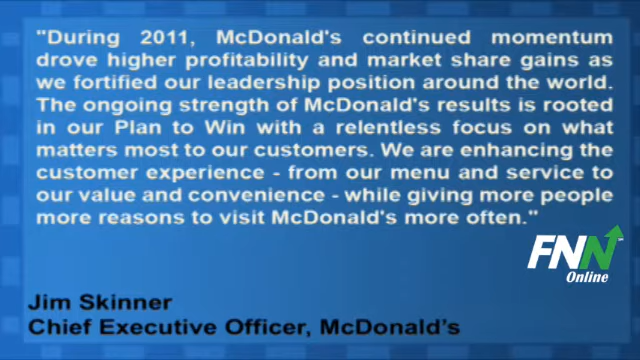 "During 2011, McDonald's continued momentum
drove higher profitability and market share gains as
we fortified our leadership position around the world.
The ongoing strength of McDonald's results is rooted
in our Plan to Win with a relentless focus on what
matters most to our customers. We are enhancing the
customer experience - from our menu and service to
our value and convenience - while giving more people
more reasons to visit McDonald's more often."
FNN
Online
Jim Skinner
Chief Executive Officer, McDonald's